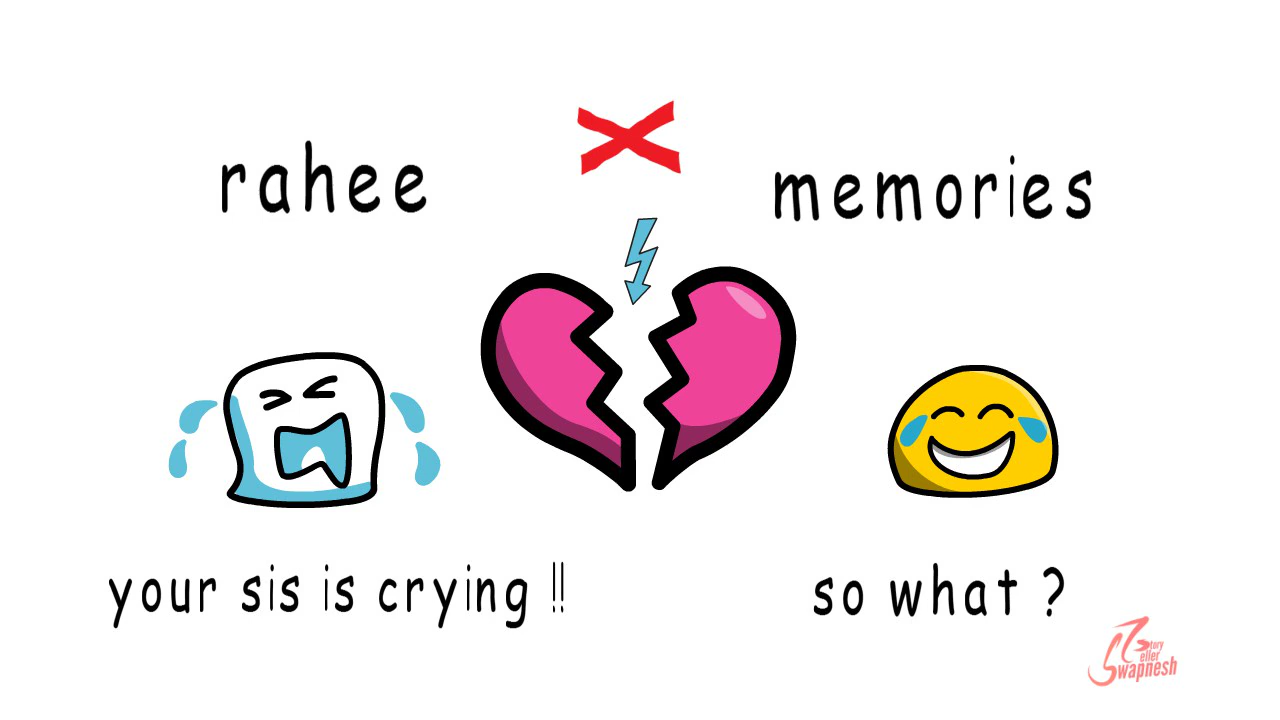 rahee
memories
your sis is crying !!
so what ?
Story
Teller
Swapnesh